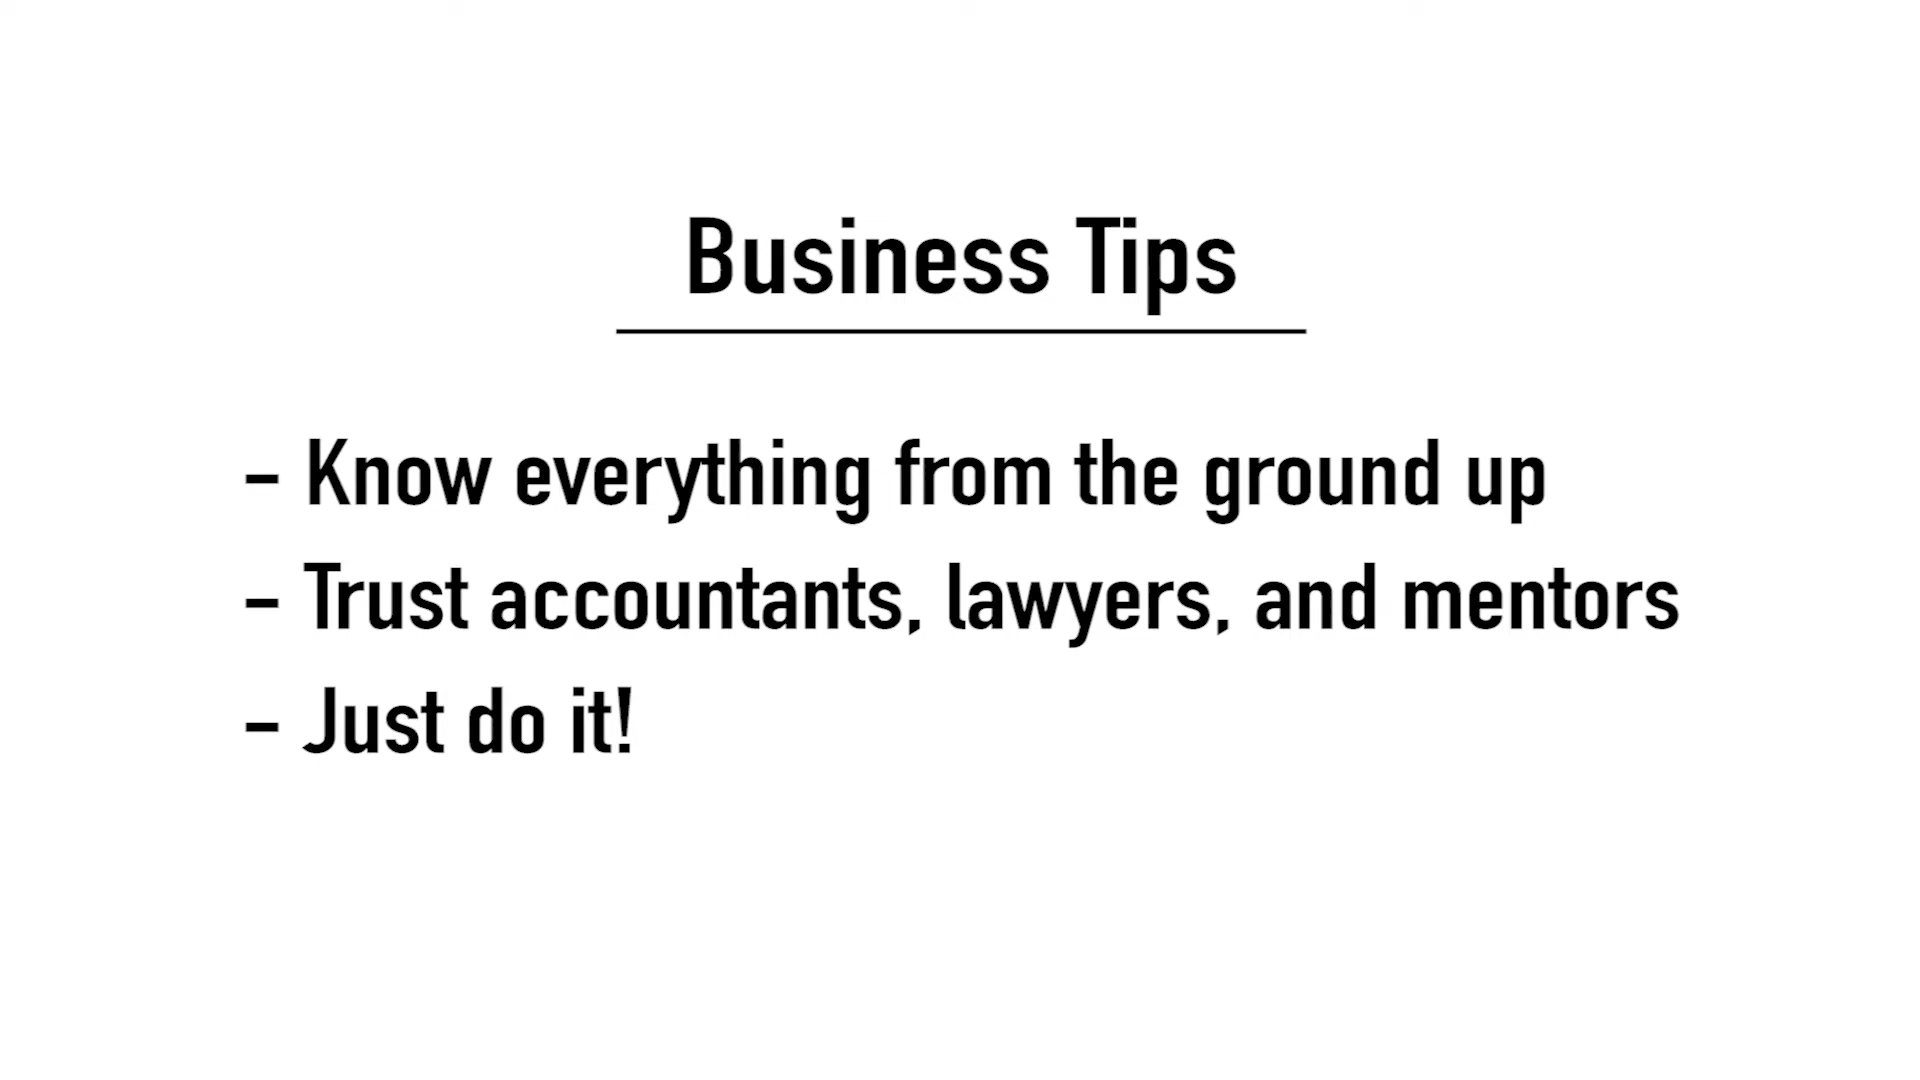 Business Tips
- Know everything from the ground up
- Trust accountants, lawyers, and mentors
- Just do it!